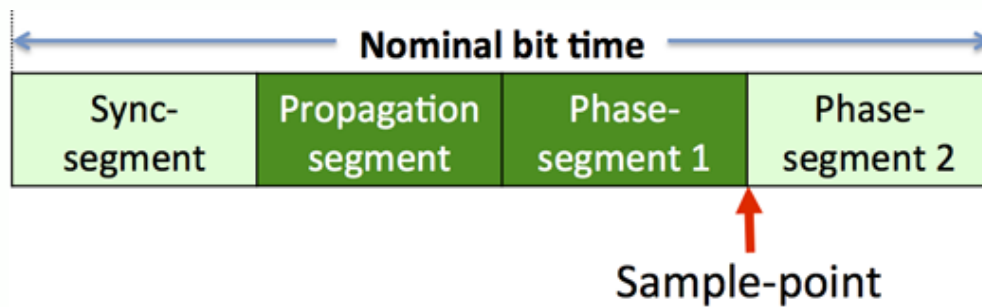 Nominal bit time
Sync-
segment
Propagation
segment
Phase-
segment 1
Phase-
segment 2
Sample-point